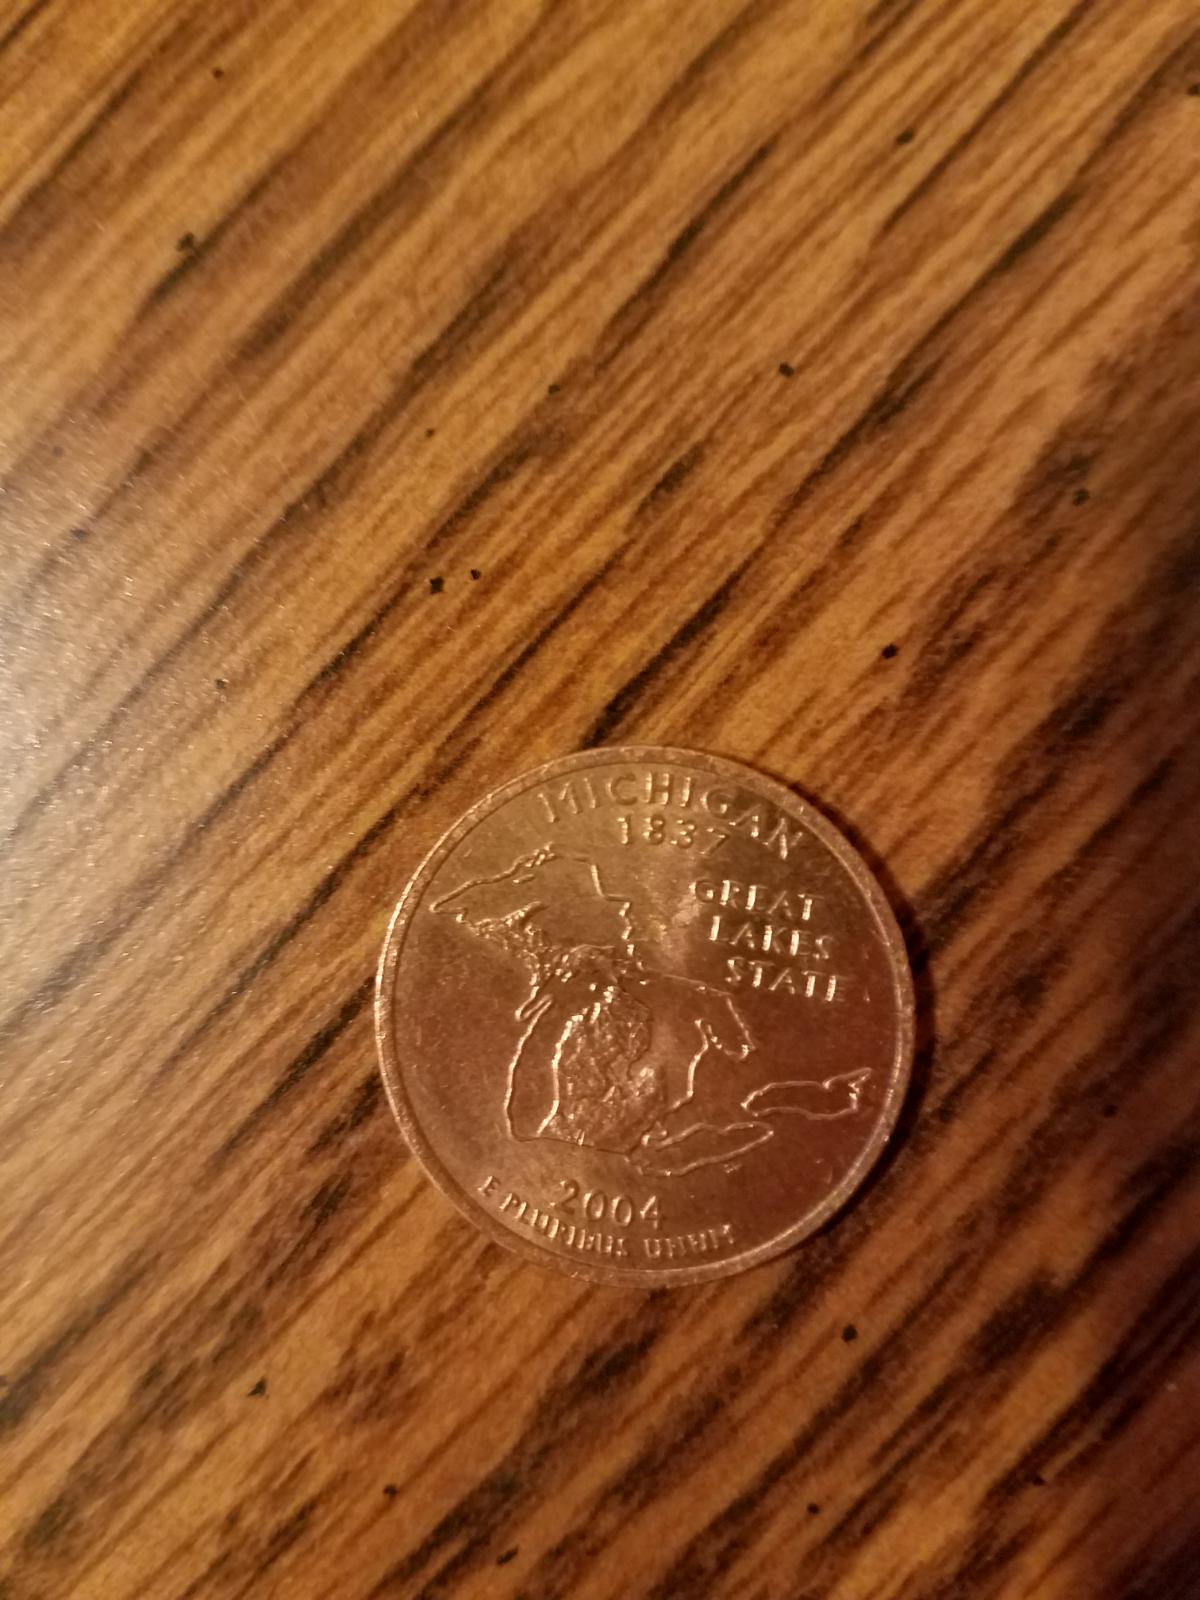 MICHIGAN
1837
GREAT
LAKES
STATE
2004
E PLURIBUS UNUM